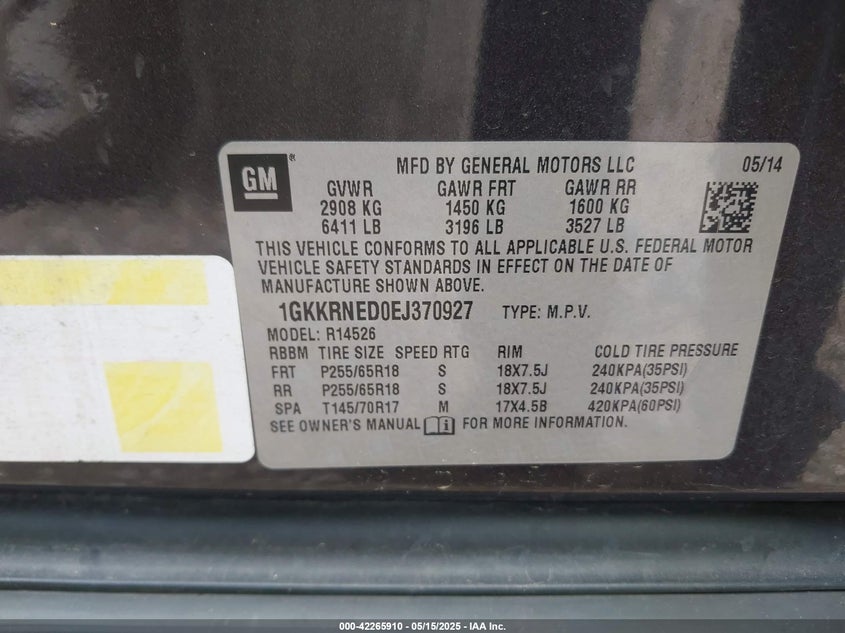 GM ®
MFD BY GENERAL MOTORS LLC 05/14
GVWR GAWR FRT GAWR RR
2908 KG 1450 KG 1600 KG
6411 LB 3196 LB 3527 LB
THIS VEHICLE CONFORMS TO ALL APPLICABLE U.S. FEDERAL MOTOR
VEHICLE SAFETY STANDARDS IN EFFECT ON THE DATE OF
MANUFACTURE SHOWN ABOVE.
1GKKRNED0EJ370927 TYPE: M.P.V.
MODEL: R14526
RBBM TIRE SIZE SPEED RTG RIM COLD TIRE PRESSURE
FRT P255/65R18 S 18X7.5J 240KPA(35PSI)
RR P255/65R18 S 18X7.5J 240KPA(35PSI)
SPA T145/70R17 M 17X4.5B 420KPA(60PSI)
SEE OWNER'S MANUAL i FOR MORE INFORMATION.
000-42265910 - 05/15/2025 - IAA Inc.